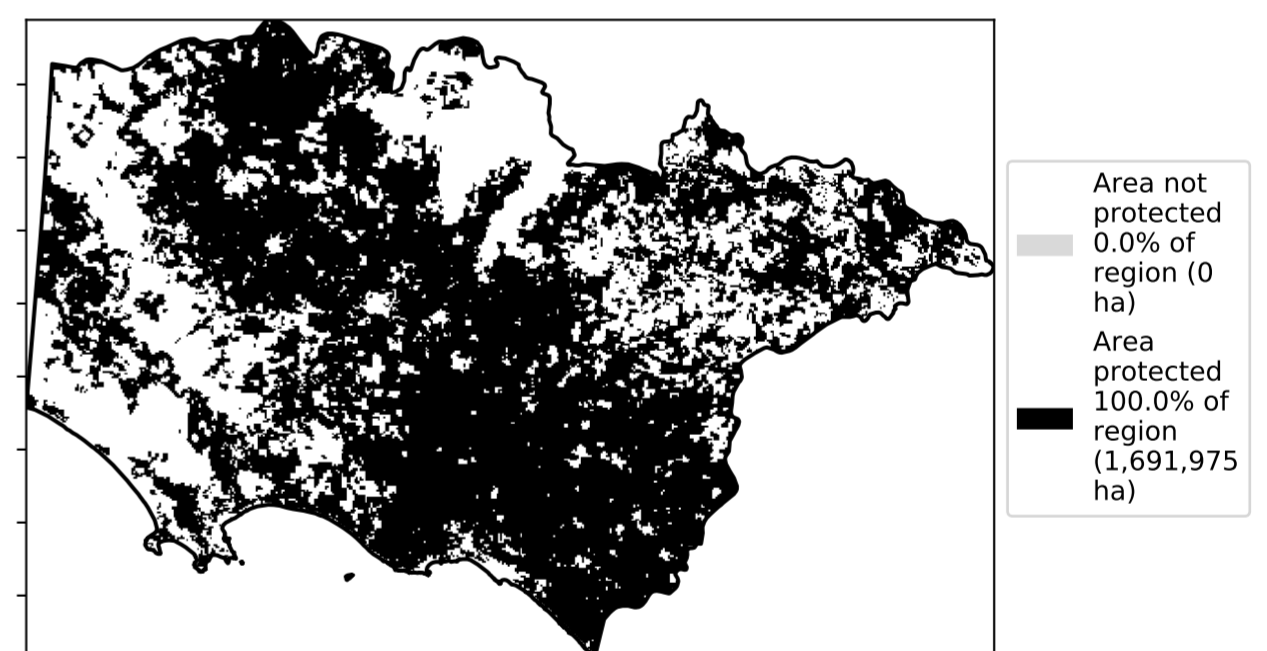 Area not
protected
0.0% of
region (0
ha)
Area
protected
100.0% of
region
(1,691,975
ha)